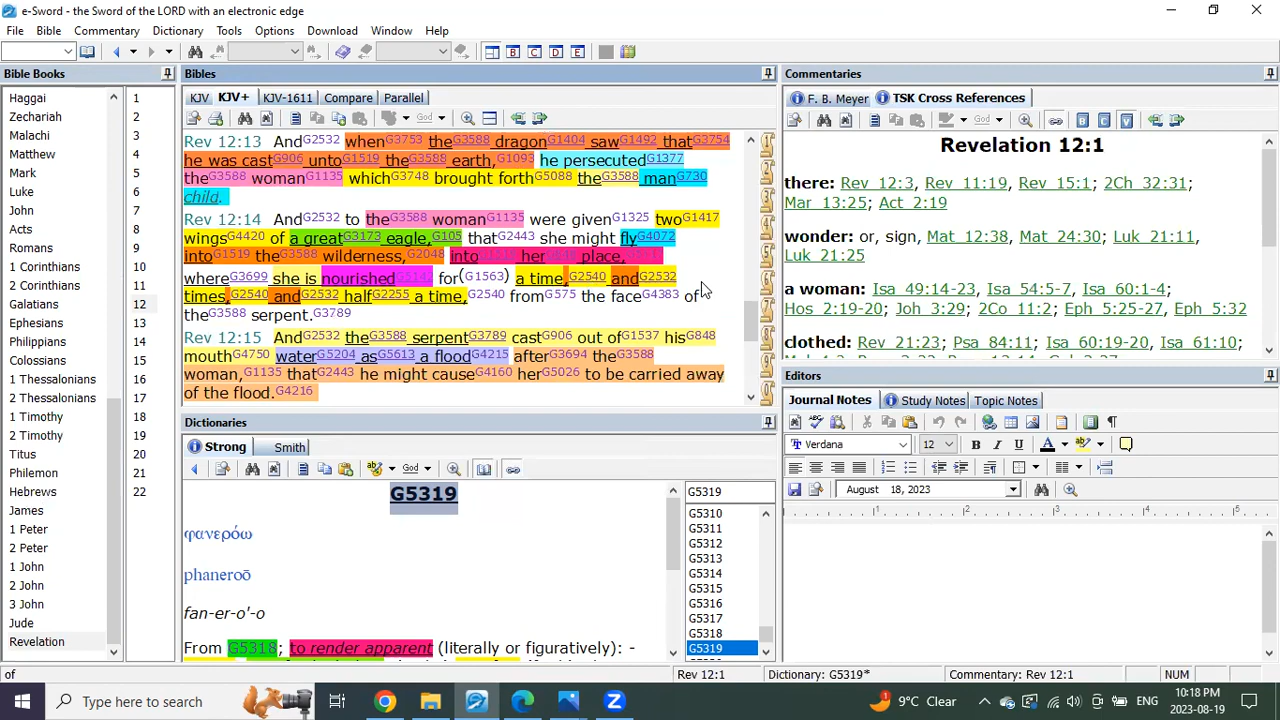 e-Sword - the Sword of the LORD with an electronic edge
File Bible Commentary Dictionary Tools Options Download Window Help
B C D E
Bible Books
Haggai
Zechariah
Malachi
Matthew
Mark
Luke
John
Acts
Romans
1 Corinthians
2 Corinthians
Galatians
Ephesians
Philippians
Colossians
1 Thessalonians
2 Thessalonians
1 Timothy
2 Timothy
Titus
Philemon
Hebrews
James
1 Peter
2 Peter
1 John
2 John
3 John
Jude
Revelation
1
2
3
4
5
6
7
8
9
10
11
12
13
14
15
16
17
18
19
20
21
22
Bibles
KJV KJV+ KJV-1611 Compare Parallel
God
Rev 12:13 And G2532 when G3753 the G3588 dragon G1404 saw G1492 that G3754
he was cast G906 unto G1519 the G3588 earth, G1093 he persecuted G1377
the G3588 woman G1135 which G3748 brought forth G5088 the G3588 man G730
child.
Rev 12:14 And G2532 to the G3588 woman G1135 were given G1325 two G1417
wings G4420 of a great G3173 eagle, G105 that G2443 she might fly G4072
into G1519 the G3588 wilderness, G2048 into her place,
where G3699 she is nourished G5142 for( G1563) a time, G2540 and G2532
times, G2540 and G2532 half G2255 a time, G2540 from G575 the face G4383 of
the G3588 serpent. G3789
Rev 12:15 And G2532 the G3588 serpent G3789 cast G906 out of G1537 his G848
mouth G4750 water G5204 as G5613 a flood G4215 after G3694 the G3588
woman, G1135 that G2443 he might cause G4160 her G5026 to be carried away
of the flood. G4216
Dictionaries
Strong Smith
God
G5319
φανερόω
phaneroō
fan-er-o'-o
From G5318; to render apparent (literally or figuratively): -
G5319
G5310
G5311
G5312
G5313
G5314
G5315
G5316
G5317
G5318
G5319
Commentaries
F. B. Meyer TSK Cross References
God B C V
Revelation 12:1
there: Rev 12:3, Rev 11:19, Rev 15:1; 2Ch 32:31;
Mar 13:25; Act 2:19
wonder: or, sign, Mat 12:38, Mat 24:30; Luk 21:11,
Luk 21:25
a woman: Isa 49:14-23, Isa 54:5-7, Isa 60:1-4;
Hos 2:19-20; Joh 3:29; 2Co 11:2; Eph 5:25-27, Eph 5:32
clothed: Rev 21:23; Psa 84:11; Isa 60:19-20, Isa 61:10;
Editors
Journal Notes Study Notes Topic Notes
Verdana 12 B I U A
August 18, 2023
1 2 3 4 5
of Rev 12:1 Dictionary: G5319* Commentary: Rev 12:1 NUM
Type here to search
9°C Clear
10:18 PM
2023-08-19